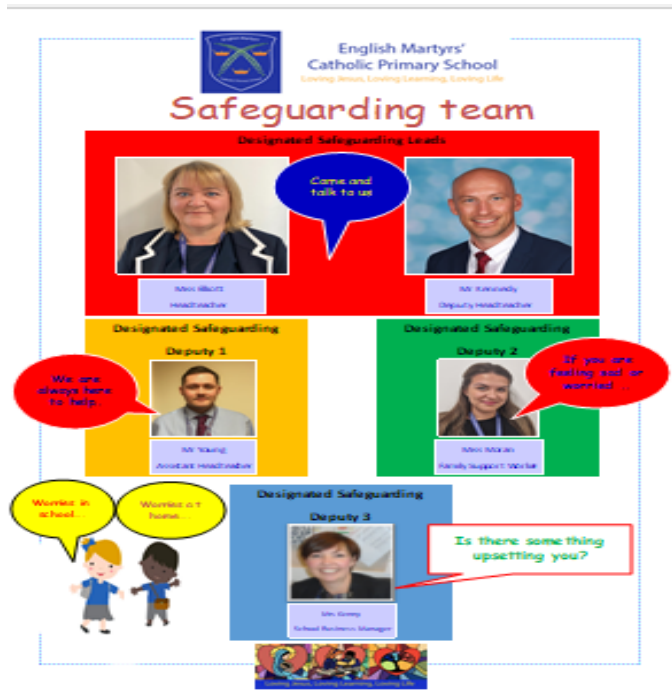 English Martyrs'
Catholic Primary School
Loving Jesus, Loving Learning, Loving Life
Safeguarding team
Designated Safeguarding Leads
Come and
talk to us
Headteacher
Mr Kennedy
Deputy Headteacher
Designated Safeguarding
Deputy 1
Designated Safeguarding
Deputy 2
We are
always here
to help.
If you are
feeling sad or
worried ..
Mr Young
Assistant Headteacher
Miss Moran
Family Support Worker
Worries in
school...
Worries at
home...
Designated Safeguarding
Deputy 3
Is there something
upsetting you?
School Business Manager
Loving Jesus, Loving Learning, Loving Life